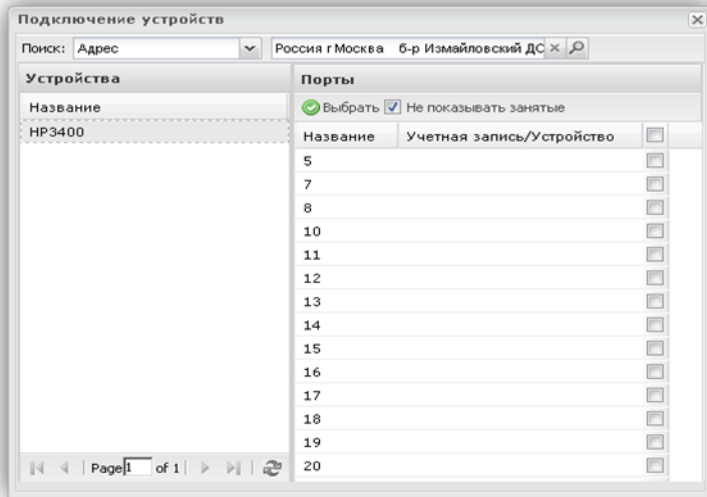 Подключение устройств
Поиск: Адрес Россия г Москва б-р Измайловский ДС
Устройства
Порты
Выбрать Не показывать занятые
Название
Название Учетная запись/Устройство
HP3400
5
7
8
10
11
12
13
14
15
16
17
18
19
20
Page 1 of 1